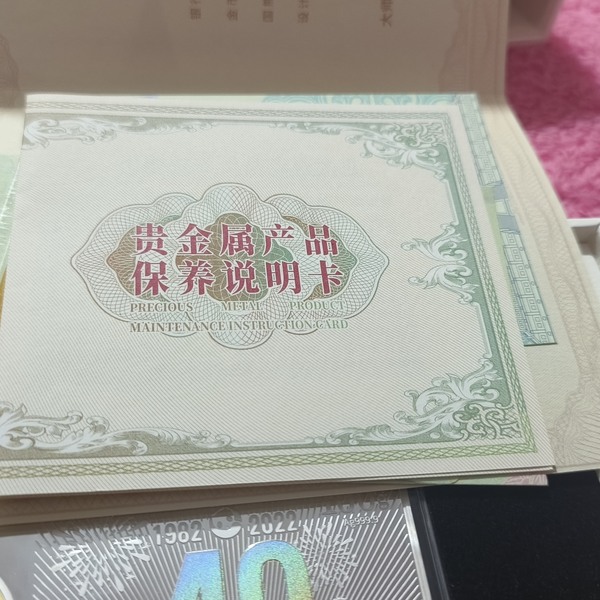 贵金属产品
保养说明卡
PRECIOUS METAL PRODUCT
MAINTENANCE INSTRUCTION CARD
1982 2022
40